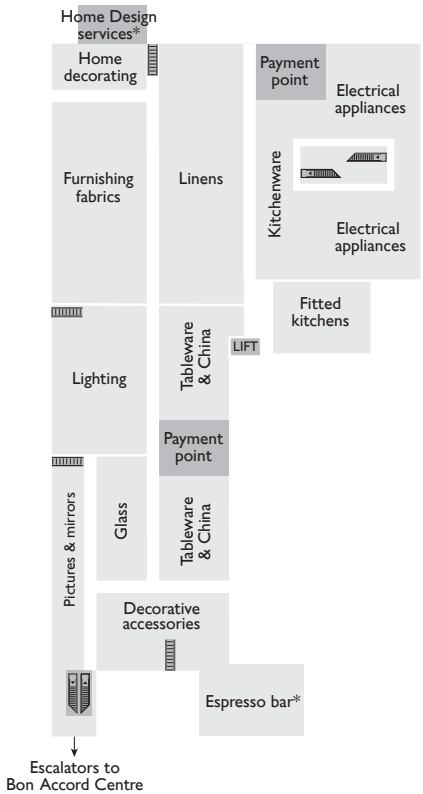 Home Design
services*
Home
decorating
Payment
point
Electrical
appliances
Furnishing
fabrics
Linens
Kitchenware
Electrical
appliances
Fitted
kitchens
Tableware
& China
LIFT
Lighting
Payment
point
Pictures & mirrors
Glass
Tableware
& China
Decorative
accessories
Espresso bar*
Escalators to
Bon Accord Centre